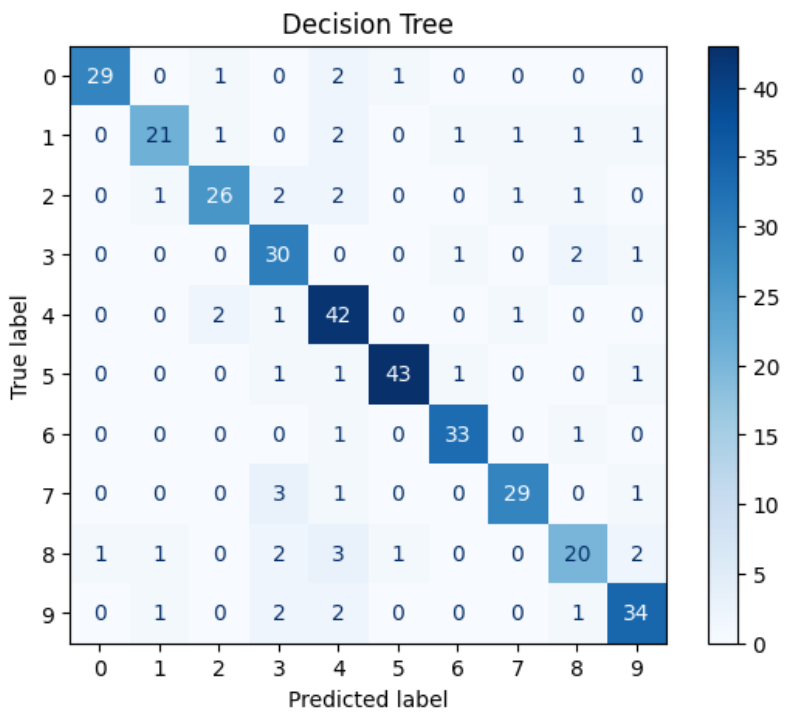 Decision Tree
0 29 0 1 0 2 1 0 0 0 0
1 0 21 1 0 2 0 1 1 1 1
2 0 1 26 2 2 0 0 1 1 0
3 0 0 0 30 0 0 1 0 2 1
4 0 0 2 1 42 0 0 1 0 0
5 0 0 0 1 1 43 1 0 0 1
6 0 0 0 0 1 0 33 0 1 0
7 0 0 0 3 1 0 0 29 0 1
8 1 1 0 2 3 1 0 0 20 2
9 0 1 0 2 2 0 0 0 1 34
0 1 2 3 4 5 6 7 8 9
Predicted label
True label
40
35
30
25
20
15
10
5
0